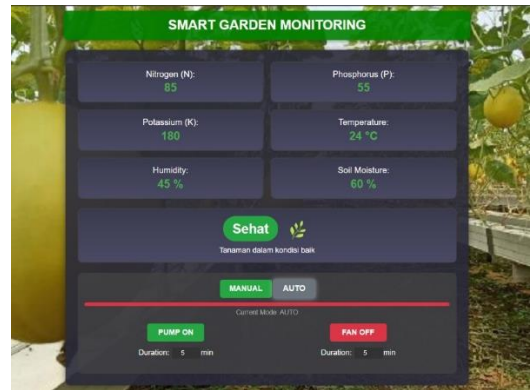 SMART GARDEN MONITORING
Nitrogen (N):
85
Phosphorus (P):
55
Potassium (K):
180
Temperature:
24 °C
Humidity:
45 %
Soil Moisture:
60 %
Sehat
Tanaman dalam kondisi baik
MANUAL AUTO
Current Mode: AUTO
PUMP ON
Duration: 5 min
FAN OFF
Duration: 5 min